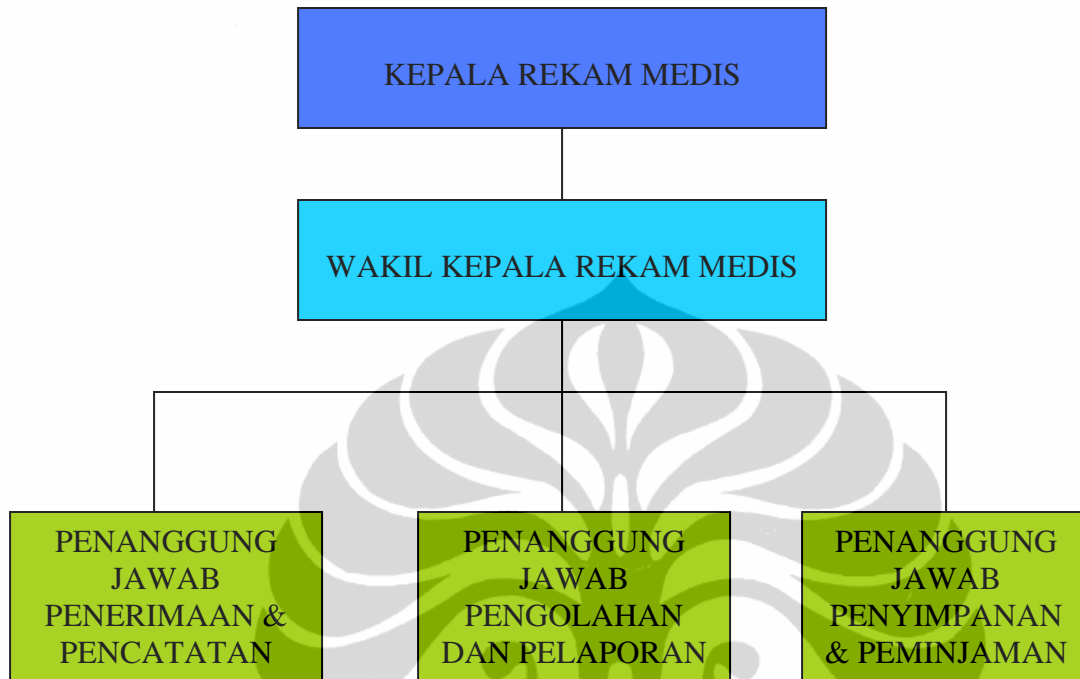 KEPALA REKAM MEDIS
WAKIL KEPALA REKAM MEDIS
PENANGGUNG
JAWAB
PENERIMAAN &
PENCATATAN
PENANGGUNG
JAWAB
PENGOLAHAN
DAN PELAPORAN
PENANGGUNG
JAWAB
PENYIMPANAN
& PEMINJAMAN